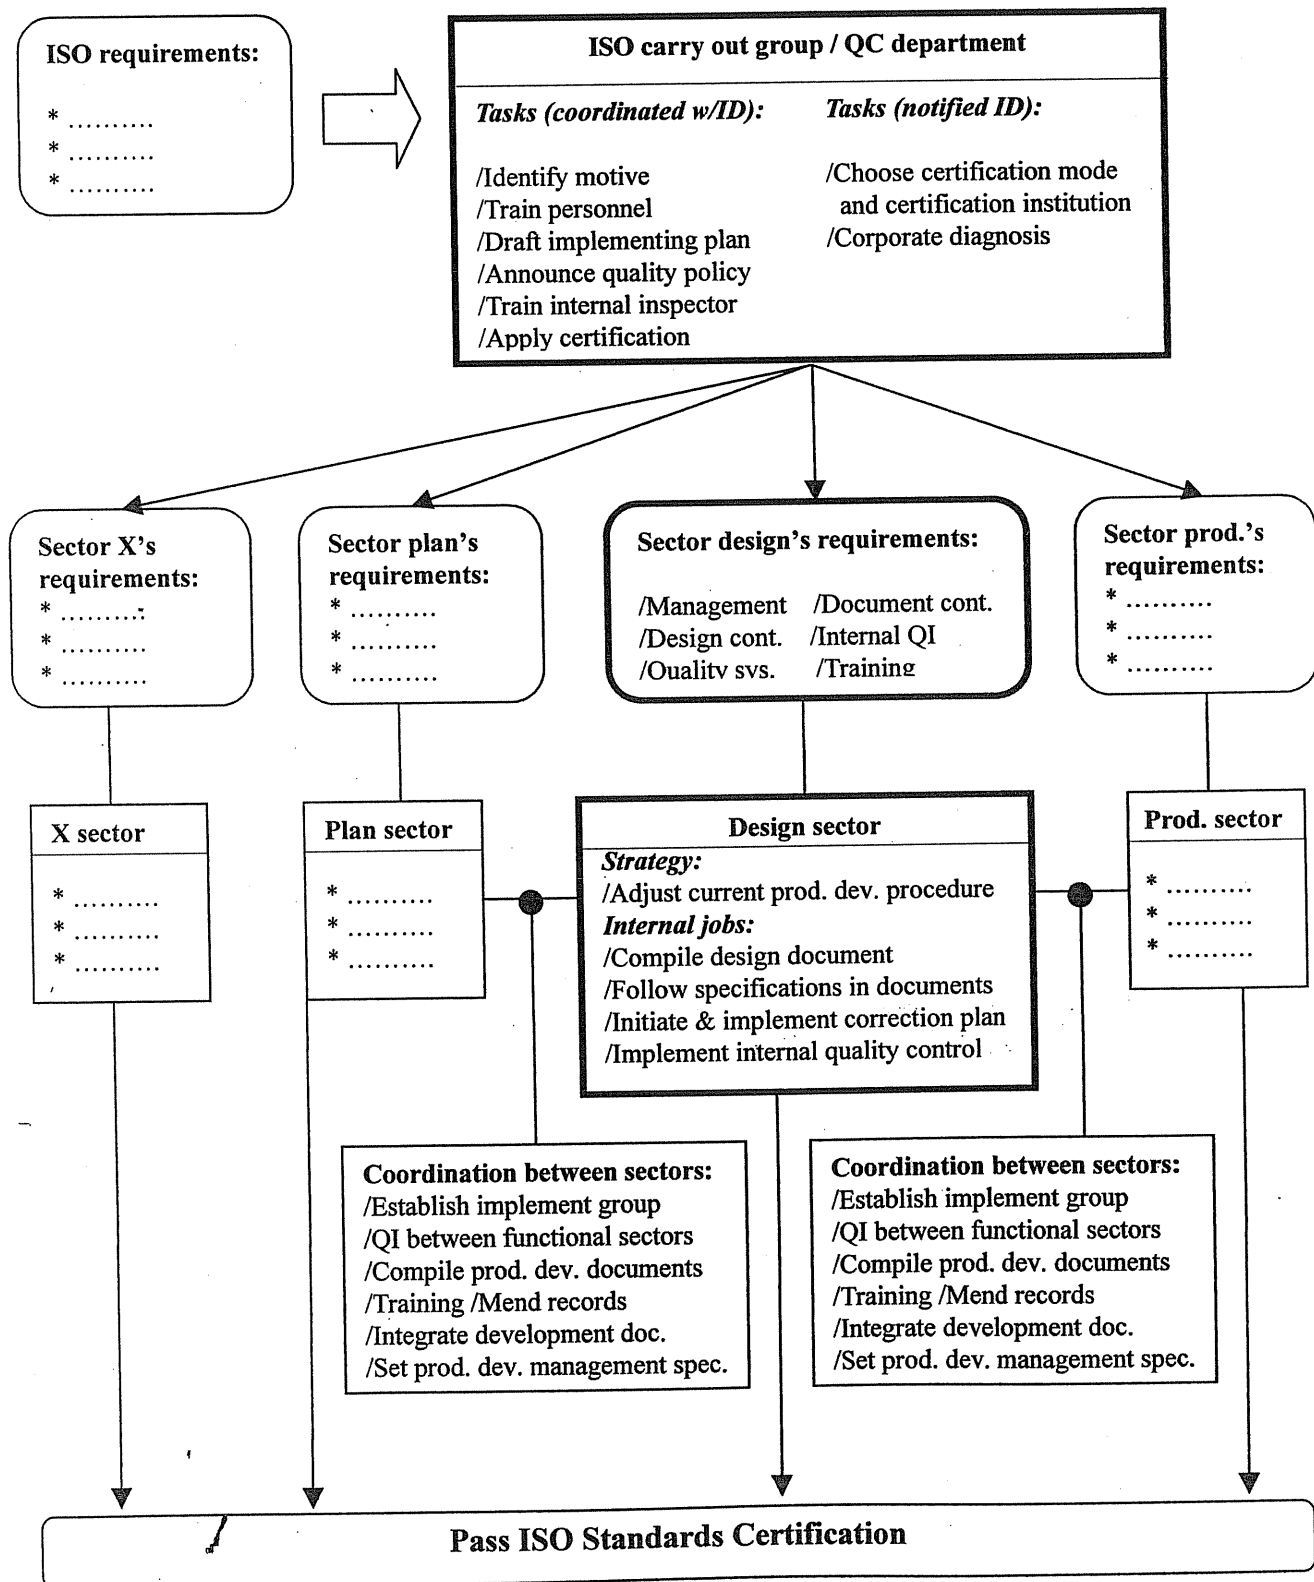 ISO requirements:
* ..........
* ..........
* ..........
ISO carry out group / QC department
Tasks (coordinated w/ID):
/Identify motive
/Train personnel
/Draft implementing plan
/Announce quality policy
/Train internal inspector
/Apply certification
Tasks (notified ID):
/Choose certification mode
and certification institution
/Corporate diagnosis
Sector X's
requirements:
* ..........
* ..........
* ..........
Sector plan's
requirements:
* ..........
* ..........
* ..........
Sector design's requirements:
/Management /Document cont.
/Design cont. /Internal QI
/Quality sys. /Training
Sector prod.'s
requirements:
* ..........
* ..........
* ..........
X sector
* ..........
* ..........
* ..........
Plan sector
* ..........
* ..........
* ..........
Design sector
Strategy:
/Adjust current prod. dev. procedure
Internal jobs:
/Compile design document
/Follow specifications in documents
/Initiate & implement correction plan
/Implement internal quality control
Prod. sector
* ..........
* ..........
* ..........
Coordination between sectors:
/Establish implement group
/QI between functional sectors
/Compile prod. dev. documents
/Training /Mend records
/Integrate development doc.
/Set prod. dev. management spec.
Coordination between sectors:
/Establish implement group
/QI between functional sectors
/Compile prod. dev. documents
/Training /Mend records
/Integrate development doc.
/Set prod. dev. management spec.
Pass ISO Standards Certification